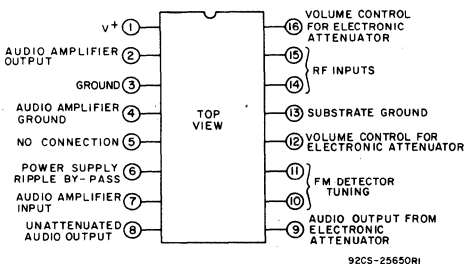 V+ 1
AUDIO AMPLIFIER
OUTPUT 2
GROUND 3
AUDIO AMPLIFIER
GROUND 4
NO CONNECTION 5
POWER SUPPLY
RIPPLE BY-PASS 6
AUDIO AMPLIFIER
INPUT 7
UNATTENUATED
AUDIO OUTPUT 8
TOP
VIEW
16 VOLUME CONTROL
FOR ELECTRONIC
ATTENUATOR
15
RF INPUTS
14
13 SUBSTRATE GROUND
12 VOLUME CONTROL FOR
ELECTRONIC ATTENUATOR
11
FM DETECTOR
TUNING
10
9 AUDIO OUTPUT FROM
ELECTRONIC
ATTENUATOR
92CS-25650RI